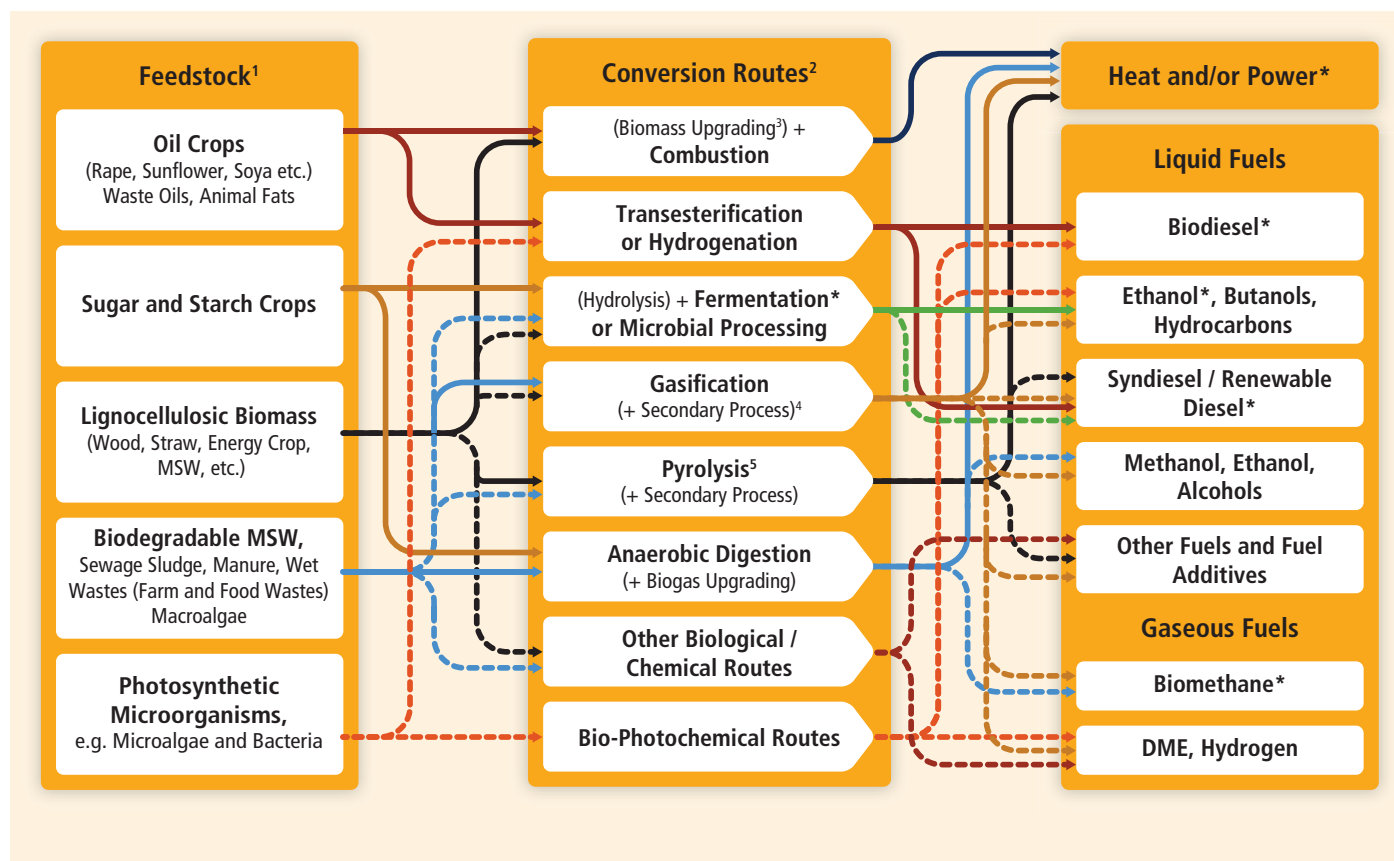 Feedstock¹
Oil Crops
(Rape, Sunflower, Soya etc.)
Waste Oils, Animal Fats
Sugar and Starch Crops
Lignocellulosic Biomass
(Wood, Straw, Energy Crop,
MSW, etc.)
Biodegradable MSW,
Sewage Sludge, Manure, Wet
Wastes (Farm and Food Wastes)
Macroalgae
Photosynthetic
Microorganisms,
e.g. Microalgae and Bacteria
Conversion Routes²
(Biomass Upgrading³) +
Combustion
Transesterification
or Hydrogenation
(Hydrolysis) + Fermentation*
or Microbial Processing
Gasification
(+ Secondary Process)⁴
Pyrolysis⁵
(+ Secondary Process)
Anaerobic Digestion
(+ Biogas Upgrading)
Other Biological /
Chemical Routes
Bio-Photochemical Routes
Heat and/or Power*
Liquid Fuels
Biodiesel*
Ethanol*, Butanols,
Hydrocarbons
Syndiesel / Renewable
Diesel*
Methanol, Ethanol,
Alcohols
Other Fuels and Fuel
Additives
Gaseous Fuels
Biomethane*
DME, Hydrogen